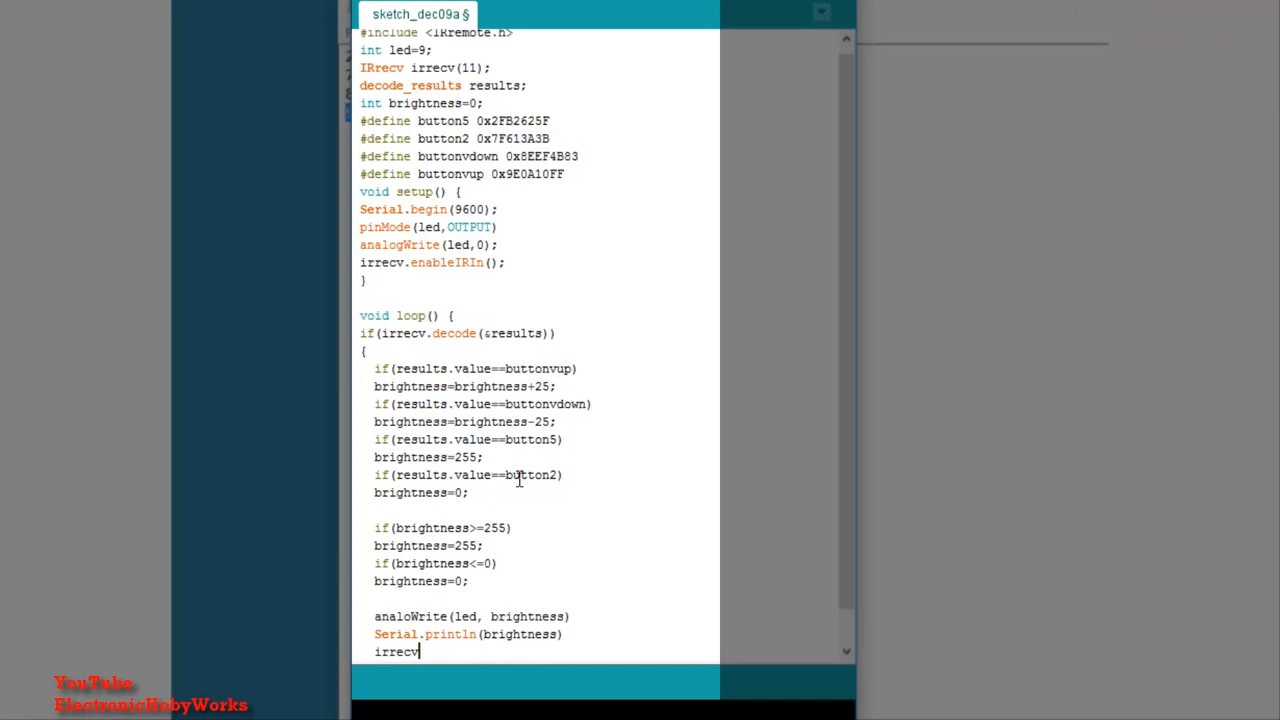 sketch_dec09a §
#include <IRremote.h>
int led=9;
IRrecv irrecv(11);
decode_results results;
int brightness=0;
#define button5 0x2FB2625F
#define button2 0x7F613A3B
#define buttonvdown 0x8EEF4B83
#define buttonvup 0x9E0A10FF
void setup() {
Serial.begin(9600);
pinMode(led,OUTPUT)
analogWrite(led,0);
irrecv.enableIRIn();
}
void loop() {
if(irrecv.decode(&results))
{
if(results.value==buttonvup)
brightness=brightness+25;
if(results.value==buttonvdown)
brightness=brightness-25;
if(results.value==button5)
brightness=255;
if(results.value==button2)
brightness=0;
if(brightness>=255)
brightness=255;
if(brightness<=0)
brightness=0;
analoWrite(led, brightness)
Serial.println(brightness)
irrecv
YouTube
ElectronicHobyWorks